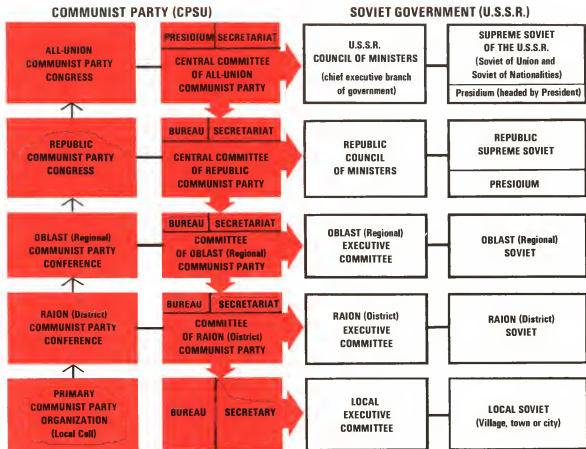 COMMUNIST PARTY (CPSU)
SOVIET GOVERNMENT (U.S.S.R.)
ALL-UNION
COMMUNIST PARTY
CONGRESS
PRESIDIUM
SECRETARIAT
CENTRAL COMMITTEE
OF ALL-UNION
COMMUNIST PARTY
U.S.S.R.
COUNCIL OF MINISTERS
(chief executive branch
of government)
SUPREME SOVIET
OF THE U.S.S.R.
(Soviet of Union and
Soviet of Nationalities)
Presidium (headed by President)
REPUBLIC
COMMUNIST PARTY
CONGRESS
BUREAU
SECRETARIAT
CENTRAL COMMITTEE
OF REPUBLIC
COMMUNIST PARTY
REPUBLIC
COUNCIL
OF MINISTERS
REPUBLIC
SUPREME SOVIET
PRESIDIUM
OBLAST (Regional)
COMMUNIST PARTY
CONFERENCE
BUREAU
SECRETARIAT
COMMITTEE
OF OBLAST (Regional)
COMMUNIST PARTY
OBLAST (Regional)
EXECUTIVE
COMMITTEE
OBLAST (Regional)
SOVIET
RAION (District)
COMMUNIST PARTY
CONFERENCE
BUREAU
SECRETARIAT
COMMITTEE
OF RAION (District)
COMMUNIST PARTY
RAION (District)
EXECUTIVE
COMMITTEE
RAION (District)
SOVIET
PRIMARY
COMMUNIST PARTY
ORGANIZATION
(Local Cell)
BUREAU
SECRETARY
LOCAL
EXECUTIVE
COMMITTEE
LOCAL SOVIET
(Village, town or city)